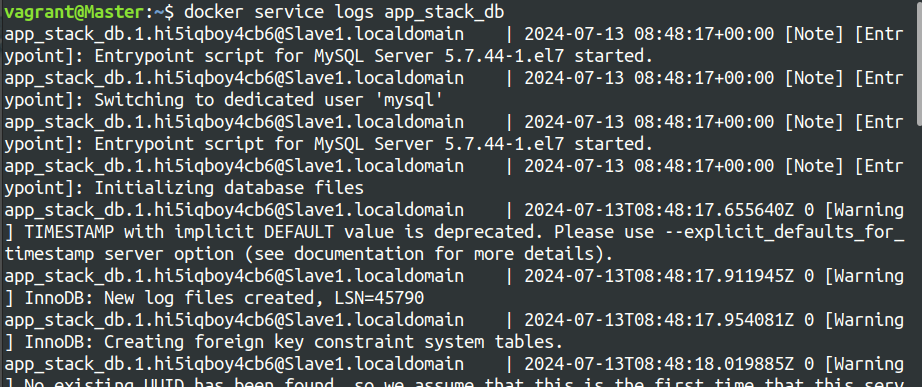 vagrant@Master:~$ docker service logs app_stack_db
app_stack_db.1.hi5iqboy4cb6@Slave1.localdomain    | 2024-07-13 08:48:17+00:00 [Note] [Entr
ypoint]: Entrypoint script for MySQL Server 5.7.44-1.el7 started.
app_stack_db.1.hi5iqboy4cb6@Slave1.localdomain    | 2024-07-13 08:48:17+00:00 [Note] [Entr
ypoint]: Switching to dedicated user 'mysql'
app_stack_db.1.hi5iqboy4cb6@Slave1.localdomain    | 2024-07-13 08:48:17+00:00 [Note] [Entr
ypoint]: Entrypoint script for MySQL Server 5.7.44-1.el7 started.
app_stack_db.1.hi5iqboy4cb6@Slave1.localdomain    | 2024-07-13 08:48:17+00:00 [Note] [Entr
ypoint]: Initializing database files
app_stack_db.1.hi5iqboy4cb6@Slave1.localdomain    | 2024-07-13T08:48:17.655640Z 0 [Warning
] TIMESTAMP with implicit DEFAULT value is deprecated. Please use --explicit_defaults_for_
timestamp server option (see documentation for more details).
app_stack_db.1.hi5iqboy4cb6@Slave1.localdomain    | 2024-07-13T08:48:17.911945Z 0 [Warning
] InnoDB: New log files created, LSN=45790
app_stack_db.1.hi5iqboy4cb6@Slave1.localdomain    | 2024-07-13T08:48:17.954081Z 0 [Warning
] InnoDB: Creating foreign key constraint system tables.
app_stack_db.1.hi5iqboy4cb6@Slave1.localdomain    | 2024-07-13T08:48:18.019885Z 0 [Warning
] No existing UUID has been found, so we assume that this is the first time that this serv